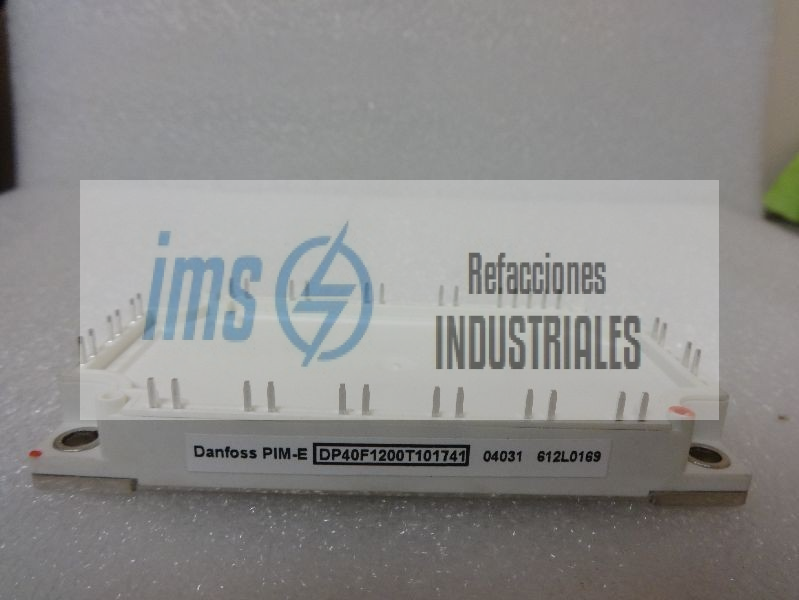 ims
Refacciones
INDUSTRIALES
Danfoss PIM-E DP40F1200T101741 04031 612L0169